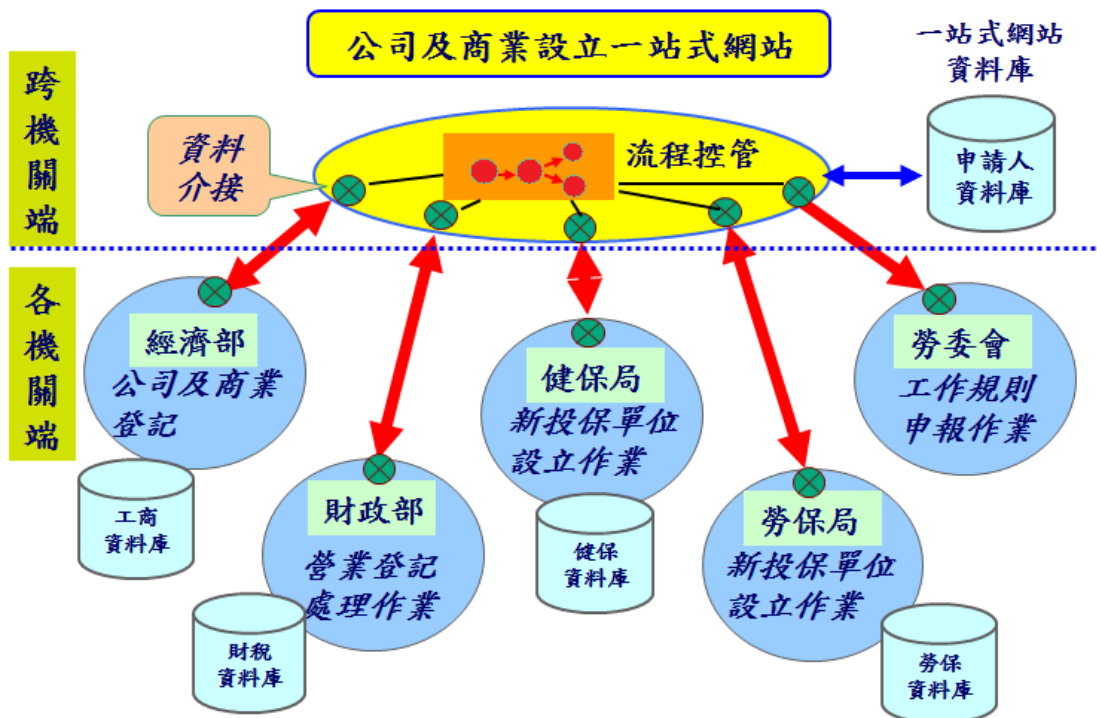 公司及商業設立一站式網站
一站式網站
資料庫
跨機關端
資料
介接
流程控管
申請人
資料庫
各機關端
經濟部
公司及商業
登記
工商
資料庫
財政部
營業登記
處理作業
財稅
資料庫
健保局
新投保單位
設立作業
健保
資料庫
勞保局
新投保單位
設立作業
勞保
資料庫
勞委會
工作規則
申報作業